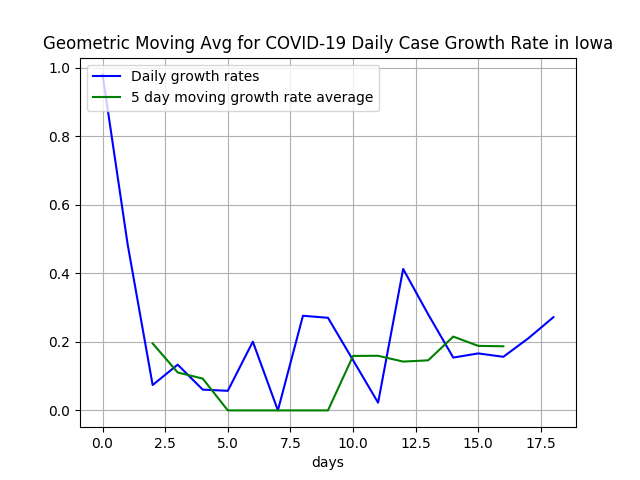 Geometric Moving Avg for COVID-19 Daily Case Growth Rate in Iowa
Daily growth rates
5 day moving growth rate average
1.0
0.8
0.6
0.4
0.2
0.0
0.0 2.5 5.0 7.5 10.0 12.5 15.0 17.5
days